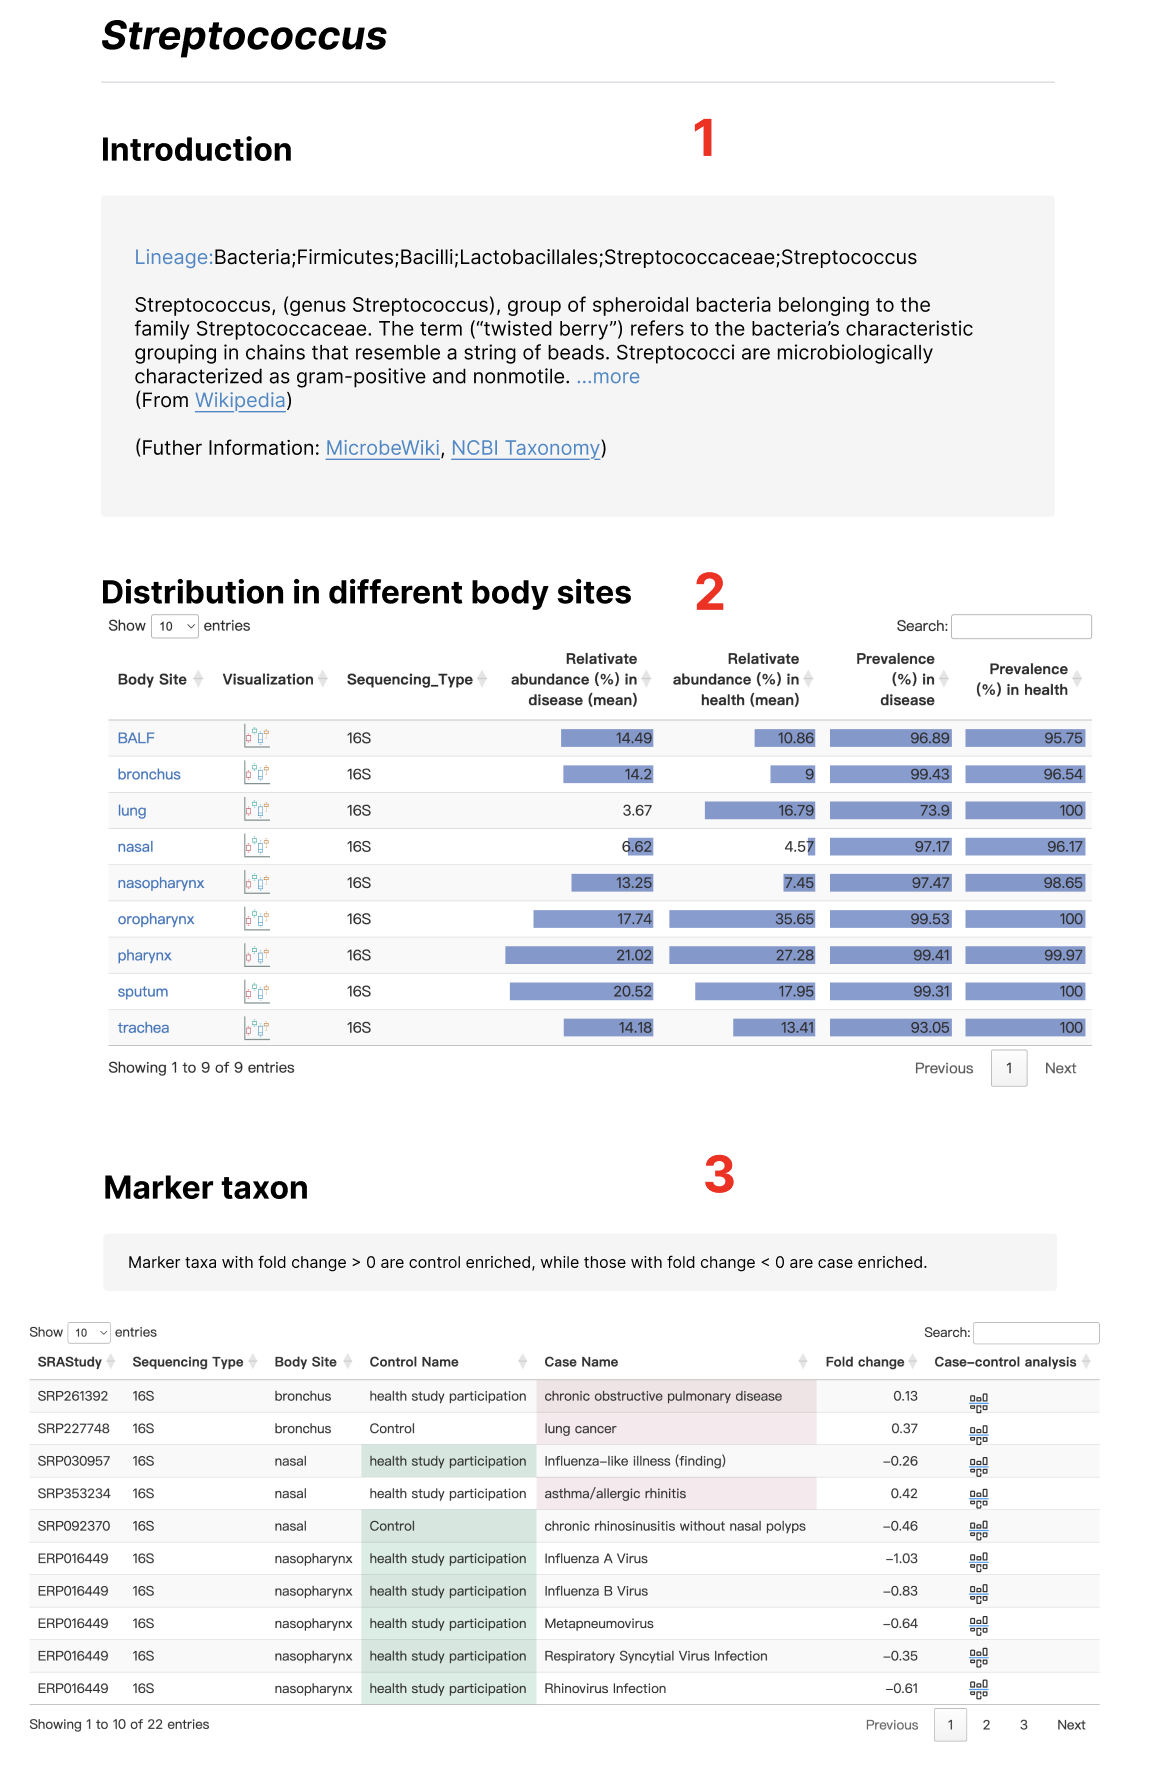 Streptococcus
Introduction
1
Lineage:Bacteria;Firmicutes;Bacilli;Lactobacillales;Streptococcaceae;Streptococcus
Streptococcus, (genus Streptococcus), group of spheroidal bacteria belonging to the
family Streptococcaceae. The term (“twisted berry”) refers to the bacteria’s characteristic
grouping in chains that resemble a string of beads. Streptococci are microbiologically
characterized as gram-positive and nonmotile. ...more
(From Wikipedia)
(Futher Information: MicrobeWiki, NCBI Taxonomy)
Distribution in different body sites
2
Show 10 entries Search:
Body Site Visualization Sequencing_Type Relativate abundance (%) in disease (mean) Relativate abundance (%) in health (mean) Prevalence (%) in disease Prevalence (%) in health
BALF 16S 14.49 10.86 96.89 95.75
bronchus 16S 14.2 9 99.43 96.54
lung 16S 3.67 16.79 73.9 100
nasal 16S 6.62 4.57 97.17 96.17
nasopharynx 16S 13.25 7.45 97.47 98.65
oropharynx 16S 17.74 35.65 99.53 100
pharynx 16S 21.02 27.28 99.41 99.97
sputum 16S 20.52 17.95 99.31 100
trachea 16S 14.18 13.41 93.05 100
Showing 1 to 9 of 9 entries Previous 1 Next
Marker taxon
3
Marker taxa with fold change > 0 are control enriched, while those with fold change < 0 are case enriched.
Show 10 entries Search:
SRAStudy Sequencing Type Body Site Control Name Case Name Fold change Case-control analysis
SRP261392 16S bronchus health study participation chronic obstructive pulmonary disease 0.13
SRP227748 16S bronchus Control lung cancer 0.37
SRP030957 16S nasal health study participation Influenza-like illness (finding) -0.26
SRP353234 16S nasal health study participation asthma/allergic rhinitis 0.42
SRP092370 16S nasal Control chronic rhinosinusitis without nasal polyps -0.46
ERP016449 16S nasopharynx health study participation Influenza A Virus -1.03
ERP016449 16S nasopharynx health study participation Influenza B Virus -0.83
ERP016449 16S nasopharynx health study participation Metapneumovirus -0.64
ERP016449 16S nasopharynx health study participation Respiratory Syncytial Virus Infection -0.35
ERP016449 16S nasopharynx health study participation Rhinovirus Infection -0.61
Showing 1 to 10 of 22 entries Previous 1 2 3 Next